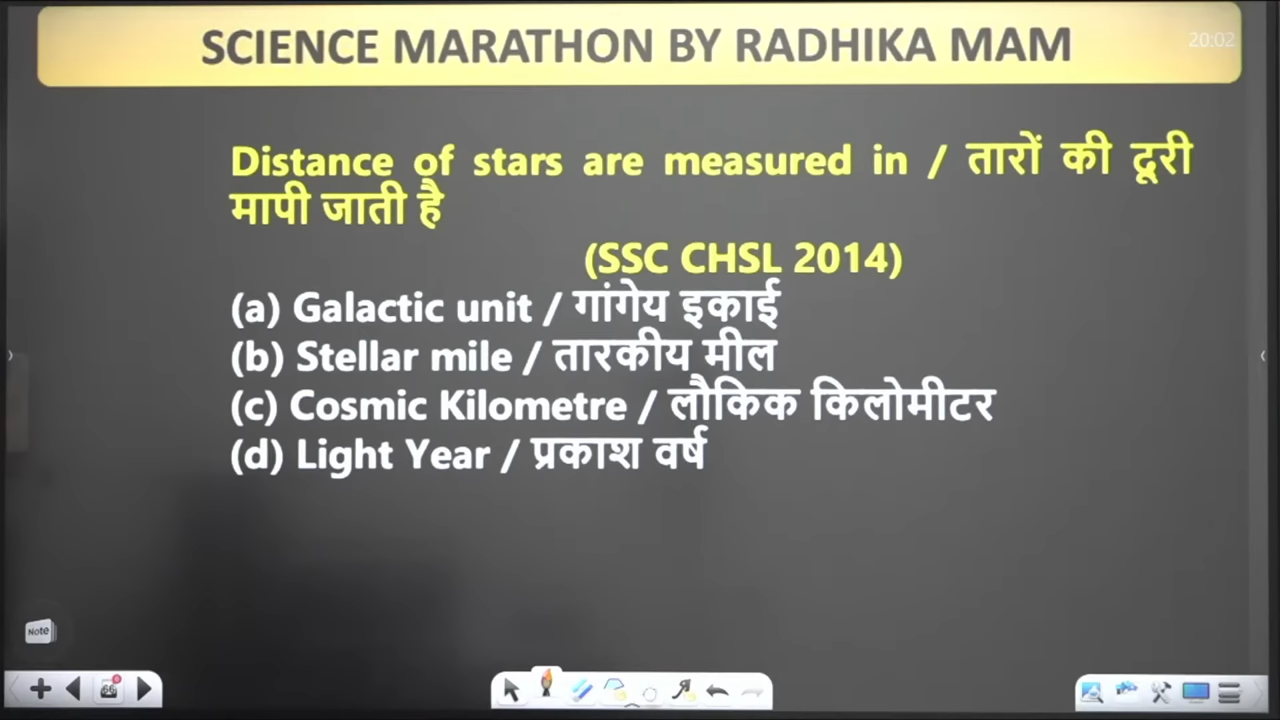 SCIENCE MARATHON BY RADHIKA MAM
20:02
Distance of stars are measured in / तारों की दूरी
मापी जाती है
(SSC CHSL 2014)
(a) Galactic unit / गांगेय इकाई
(b) Stellar mile / तारकीय मील
(c) Cosmic Kilometre / लौकिक किलोमीटर
(d) Light Year / प्रकाश वर्ष
Note
66